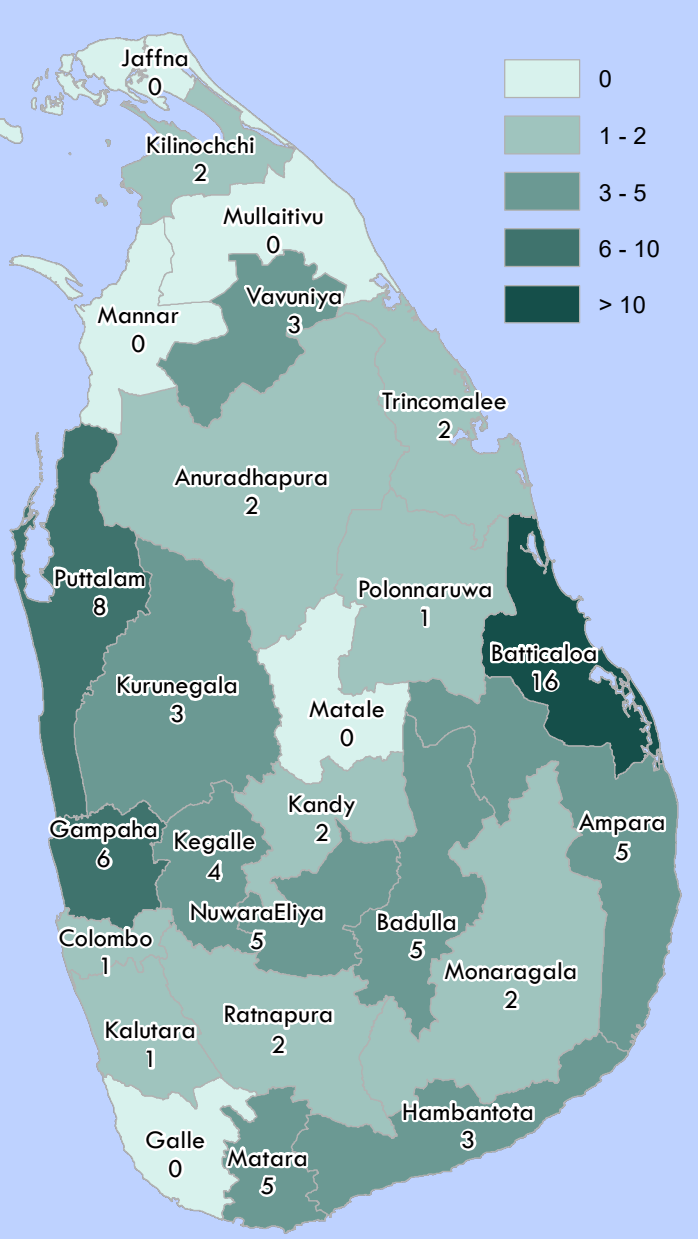 Jaffna
0
0
Kilinochchi
2
1 - 2
3 - 5
Mullaitivu
0
6 - 10
Vavuniya
3
> 10
Mannar
0
Trincomalee
2
Anuradhapura
2
Puttalam
8
Polonnaruwa
1
Batticaloa
16
Kurunegala
3
Matale
0
Kandy
2
Gampaha
6
Kegalle
4
Ampara
5
NuwaraEliya
5
Badulla
5
Colombo
1
Monaragala
2
Ratnapura
2
Kalutara
1
Hambantota
3
Galle
0
Matara
5